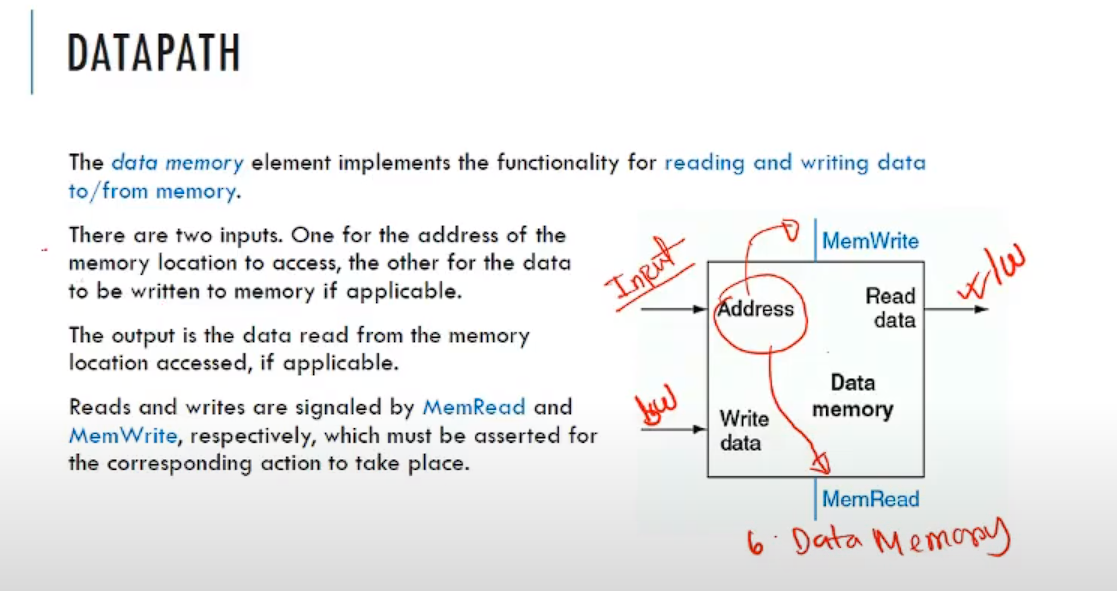 DATAPATH
The data memory element implements the functionality for reading and writing data
to/from memory.
There are two inputs. One for the address of the
memory location to access, the other for the data
to be written to memory if applicable.
The output is the data read from the memory
location accessed, if applicable.
Reads and writes are signaled by MemRead and
MemWrite, respectively, which must be asserted for
the corresponding action to take place.
MemWrite
Input
Address
Read
data
r/w
Data
memory
Write
data
MemRead
6. Data Memory